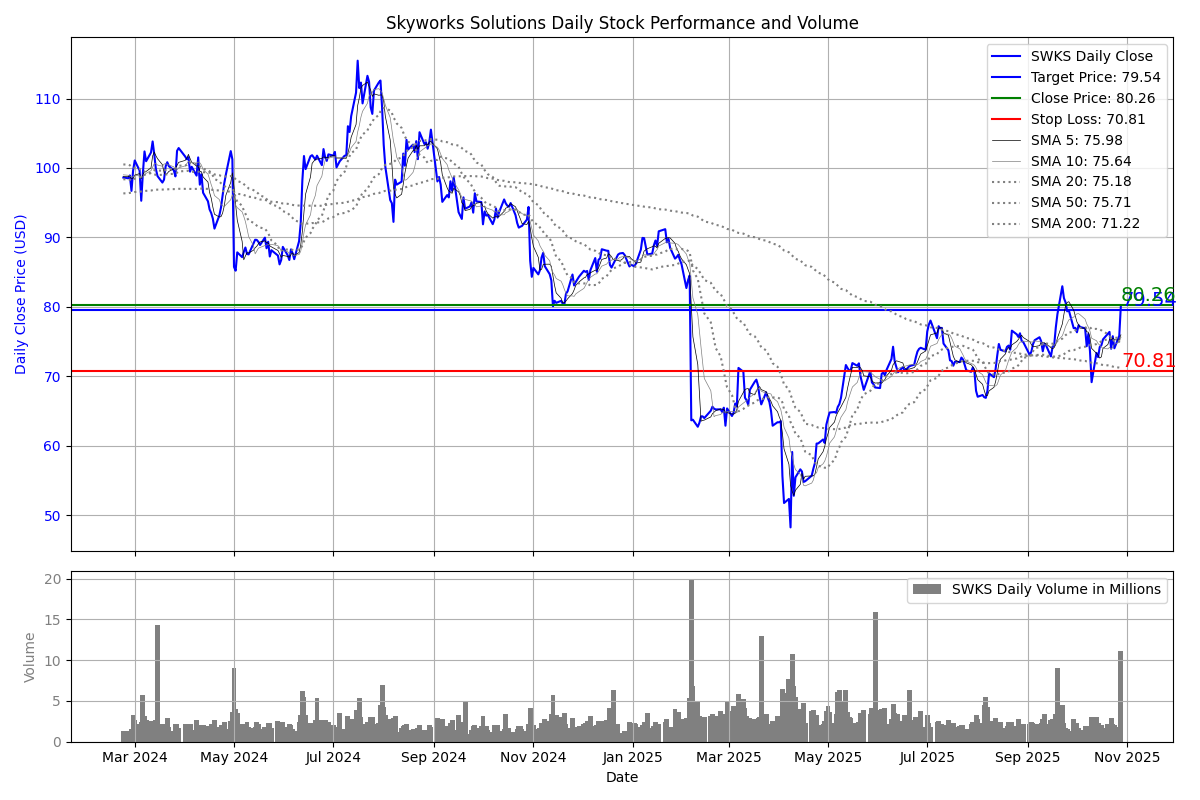 Skyworks Solutions Daily Stock Performance and Volume
Daily Close Price (USD)
110
100
90
80
70
60
50
SWKS Daily Close
Target Price: 79.54
Close Price: 80.26
Stop Loss: 70.81
SMA 5: 75.98
SMA 10: 75.64
SMA 20: 75.18
SMA 50: 75.71
SMA 200: 71.22
80.26
79.54
70.81
Volume
20
15
10
5
0
SWKS Daily Volume in Millions
Mar 2024
May 2024
Jul 2024
Sep 2024
Nov 2024
Jan 2025
Mar 2025
May 2025
Jul 2025
Sep 2025
Nov 2025
Date